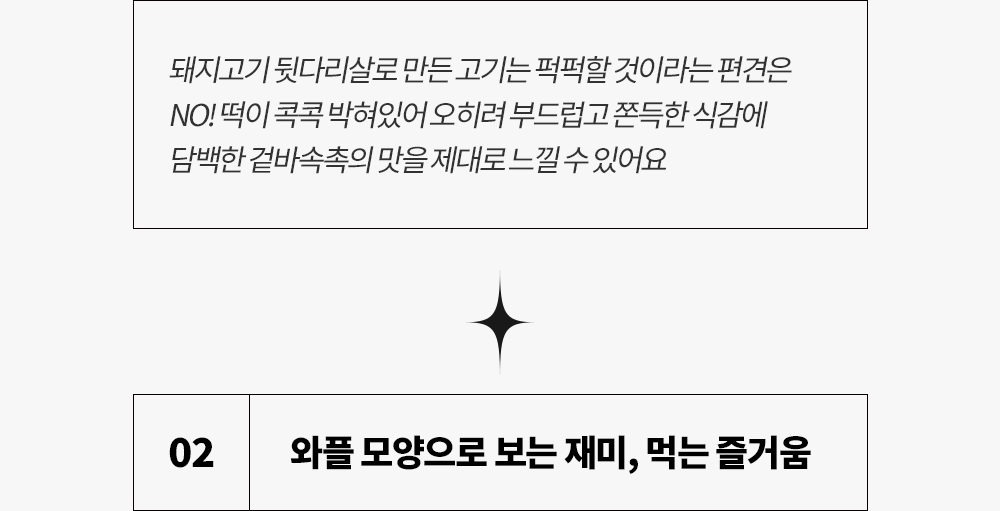 돼지고기 뒷다리살로 만든 고기는 퍽퍽할 것이라는 편견은
NO! 떡이 콕콕 박혀있어 오히려 부드럽고 쫀득한 식감에
담백한 겉바속촉의 맛을 제대로 느낄 수 있어요
02
와플 모양으로 보는 재미, 먹는 즐거움